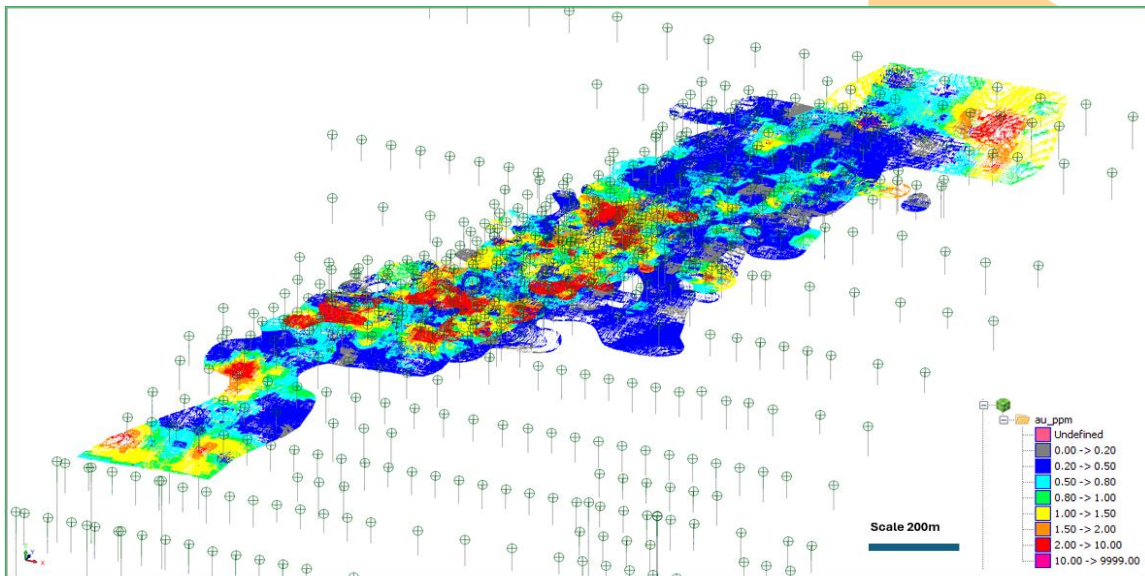 au_ppm
Undefined
0.00 -> 0.20
0.20 -> 0.50
0.50 -> 0.80
0.80 -> 1.00
1.00 -> 1.50
1.50 -> 2.00
2.00 -> 10.00
10.00 -> 9999.00
Scale 200m
Y
X